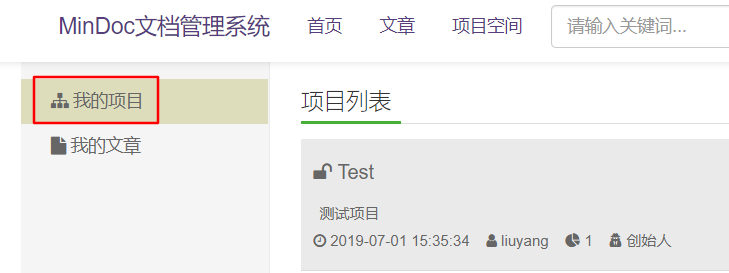 MinDoc文档管理系统 首页 文章 项目空间 请输入关键词...
我的项目
我的文章
项目列表
Test
测试项目
2019-07-01 15:35:34 liuyang 1 创始人